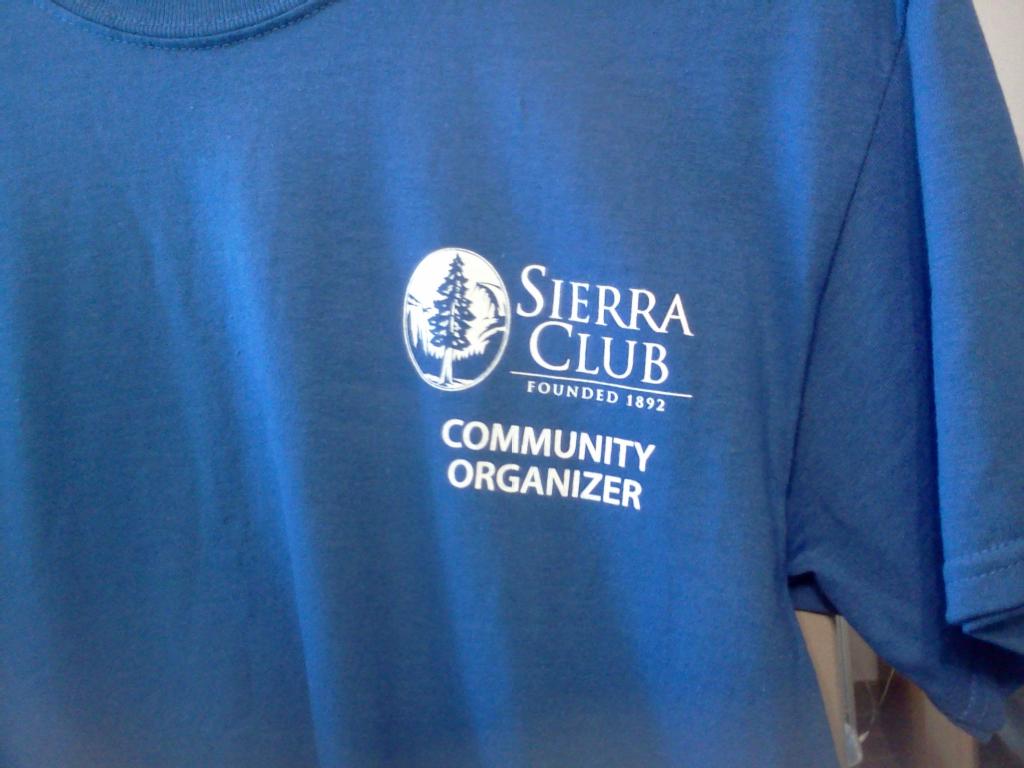 SIERRA
CLUB
FOUNDED 1892
COMMUNITY
ORGANIZER